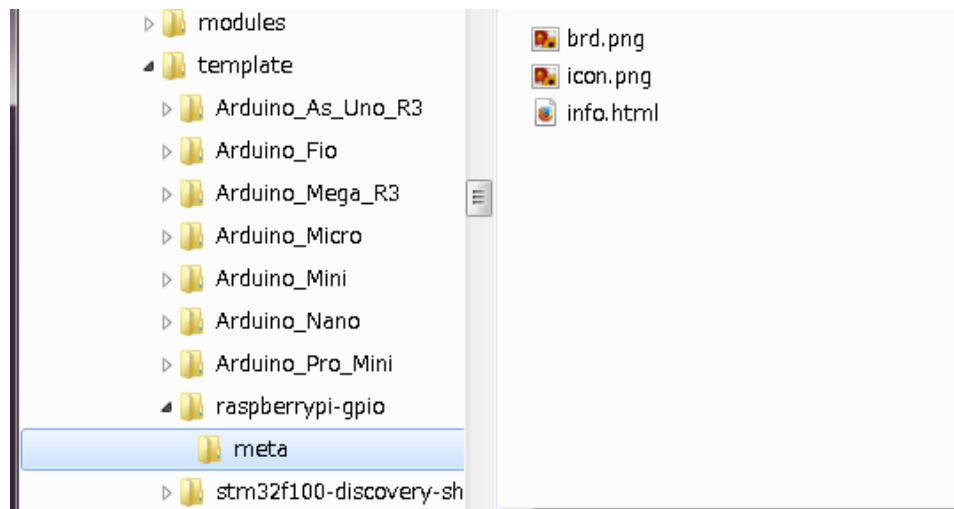 modules
template
Arduino_As_Uno_R3
Arduino_Fio
Arduino_Mega_R3
Arduino_Micro
Arduino_Mini
Arduino_Nano
Arduino_Pro_Mini
raspberrypi-gpio
meta
stm32f100-discovery-sh
brd.png
icon.png
info.html